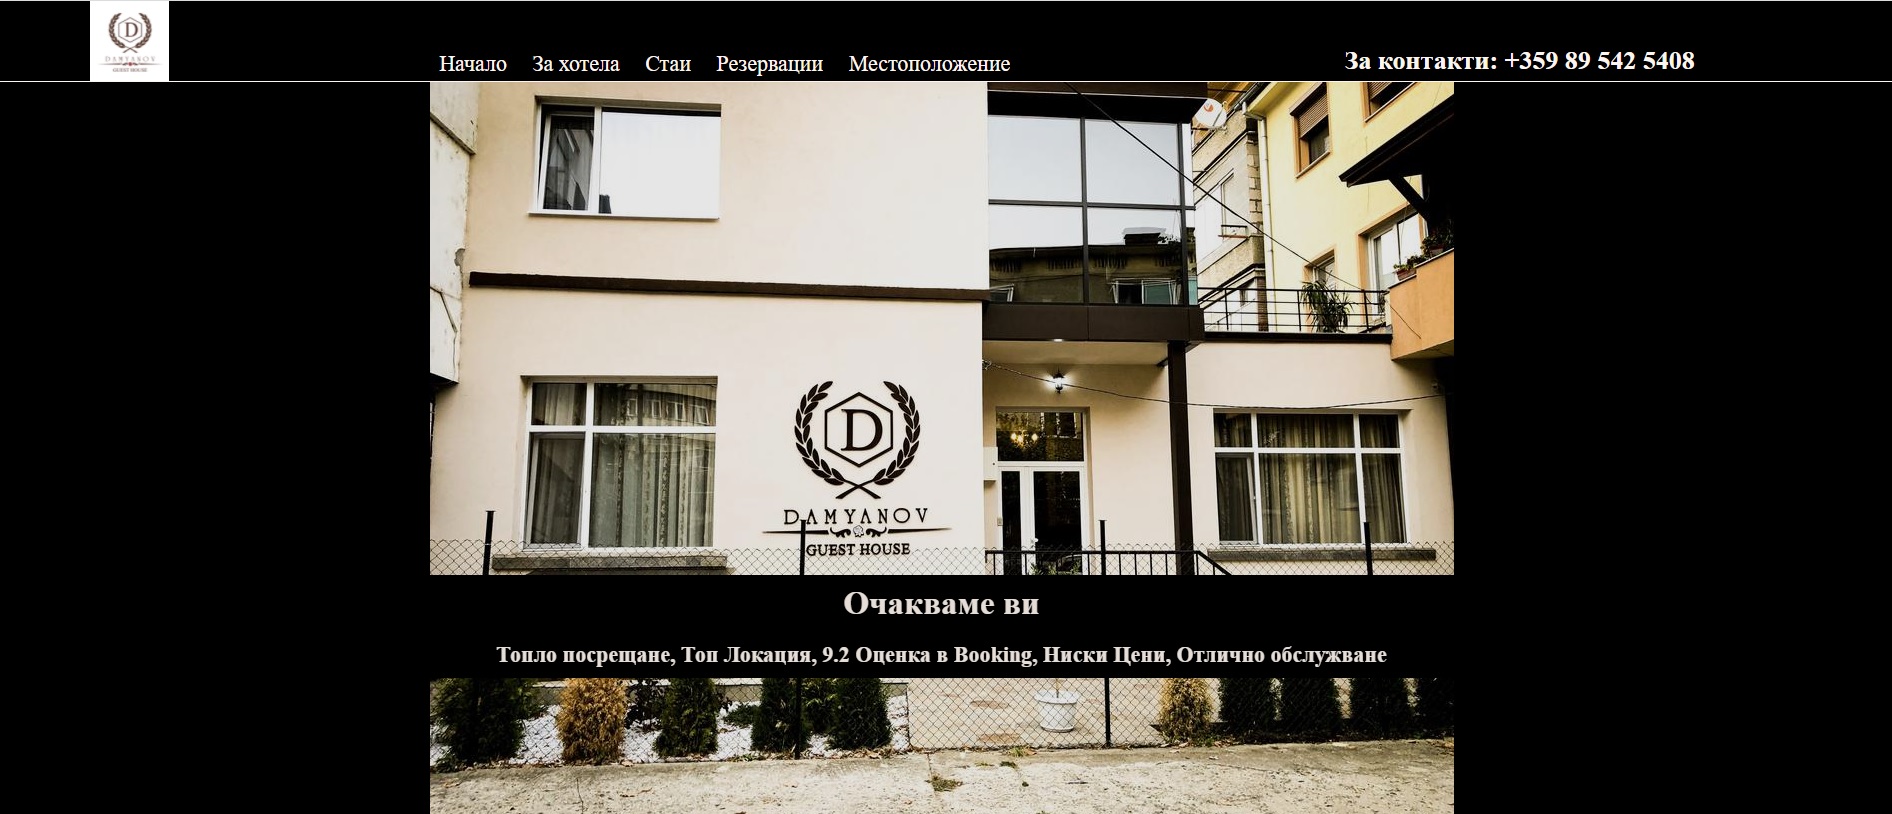 D
DAMYANOV
GUEST HOUSE
Начало За хотела Стаи Резервации Местоположение
За контакти: +359 89 542 5408
D
DAMYANOV
GUEST HOUSE
Очакваме ви
Топло посрещане, Топ Локация, 9.2 Оценка в Booking, Ниски Цени, Отлично обслужване